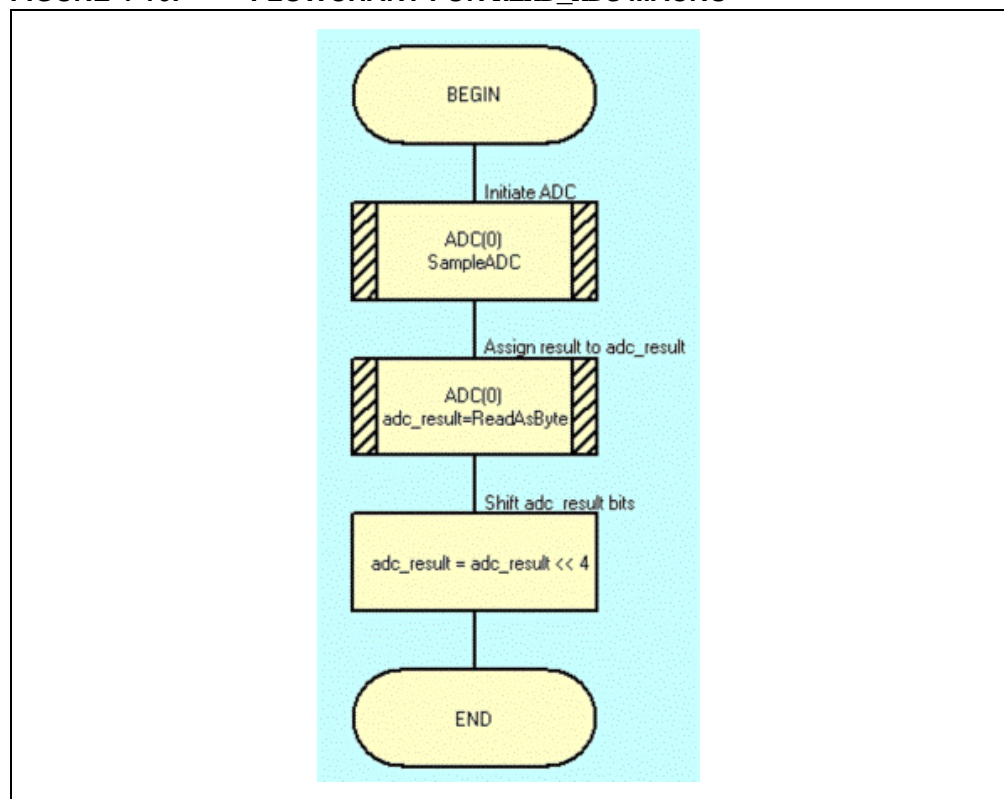 BEGIN
Initiate ADC
ADC(0)
SampleADC
Assign result to adc_result
ADC(0)
adc_result=ReadAsByte
Shift adc_result bits
adc_result = adc_result << 4
END